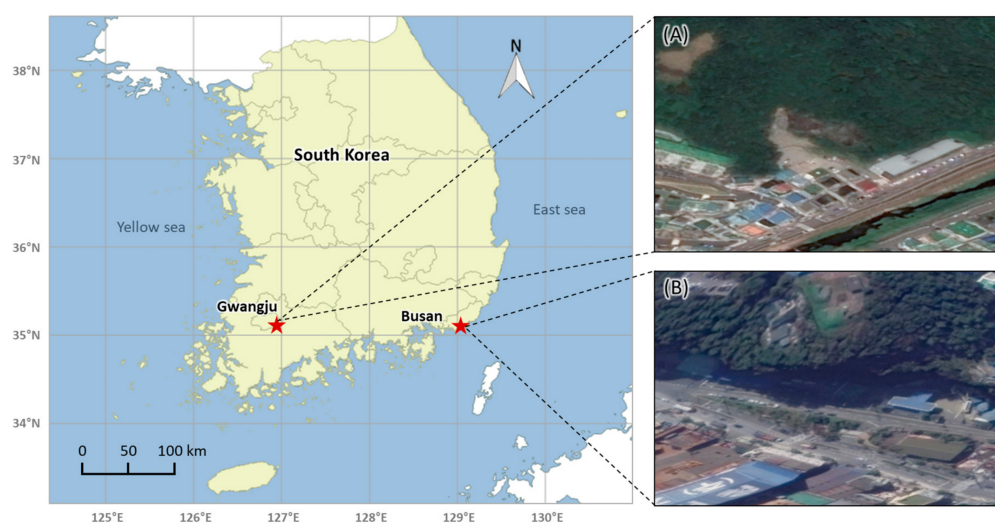 N
(A)
38°N
37°N
South Korea
Yellow sea
East sea
36°N
(B)
Gwangju
Busan
35°N
34°N
0 50 100 km
125°E 126°E 127°E 128°E 129°E 130°E